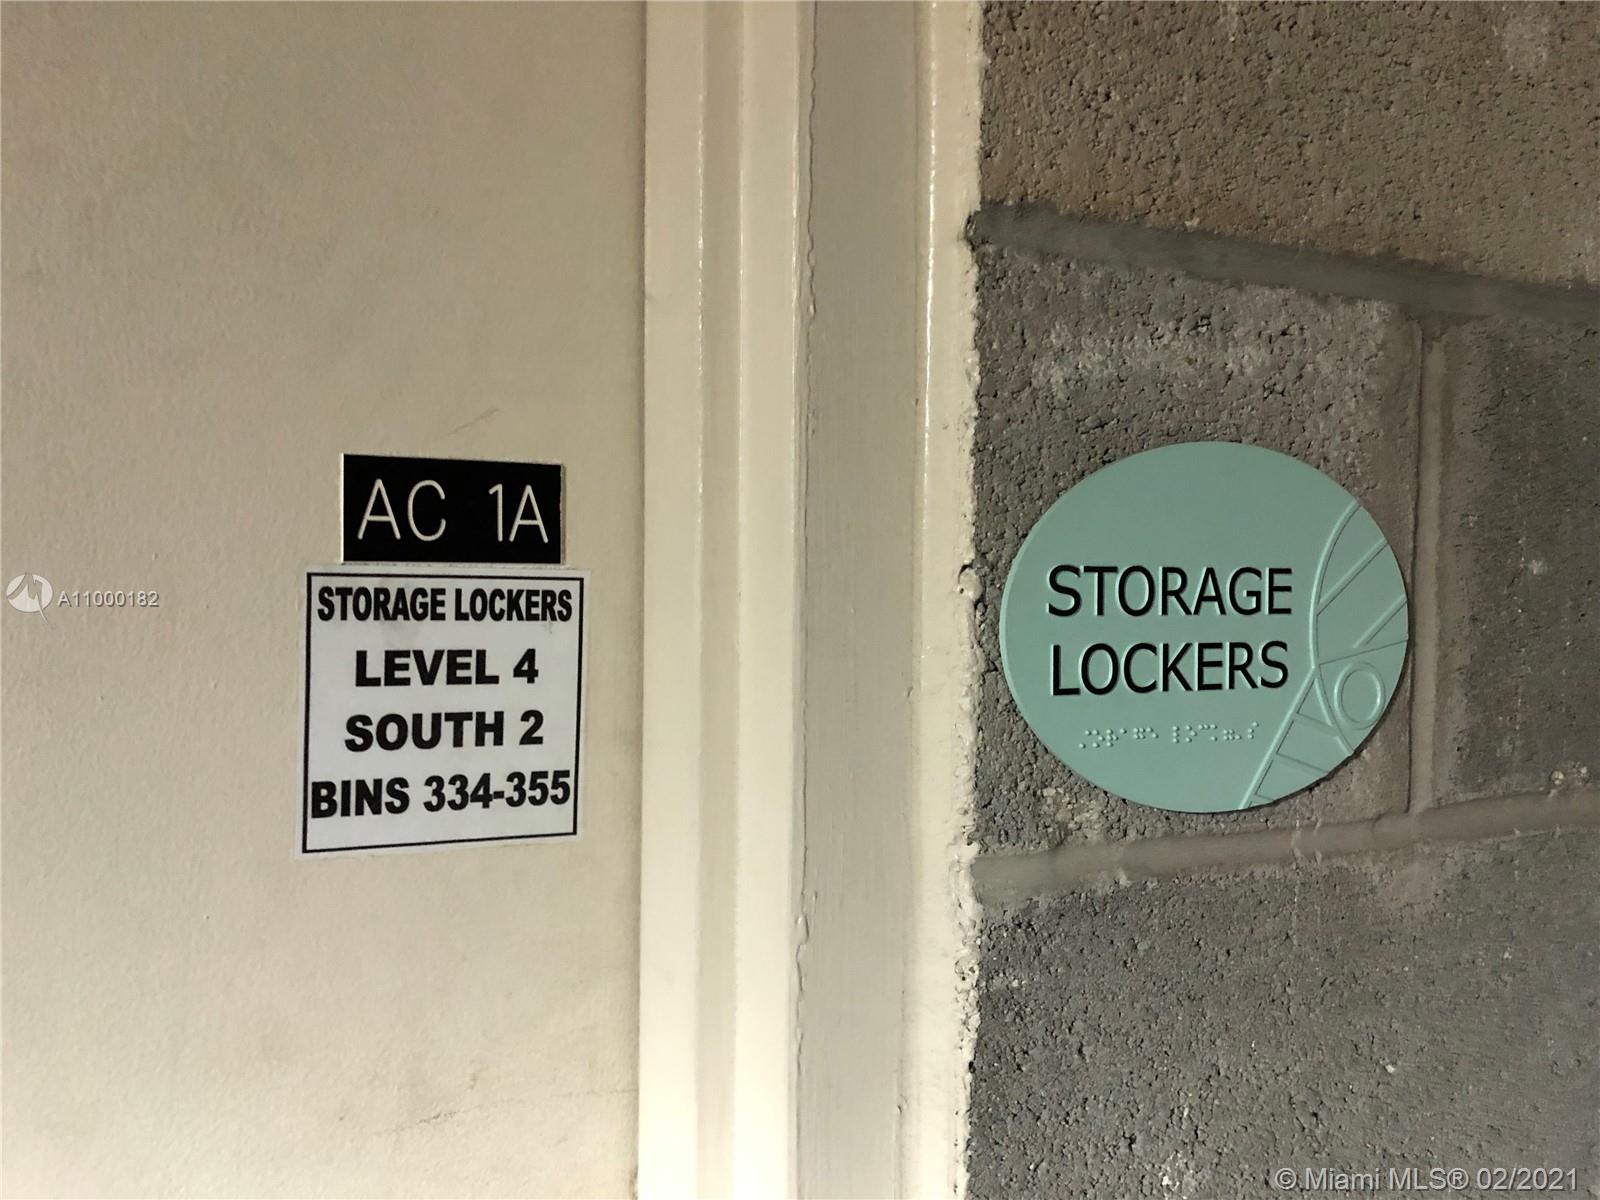 AC 1A
STORAGE LOCKERS
LEVEL 4
SOUTH 2
BINS 334-355
STORAGE
LOCKERS
A11000182
© Miami MLS® 02/2021